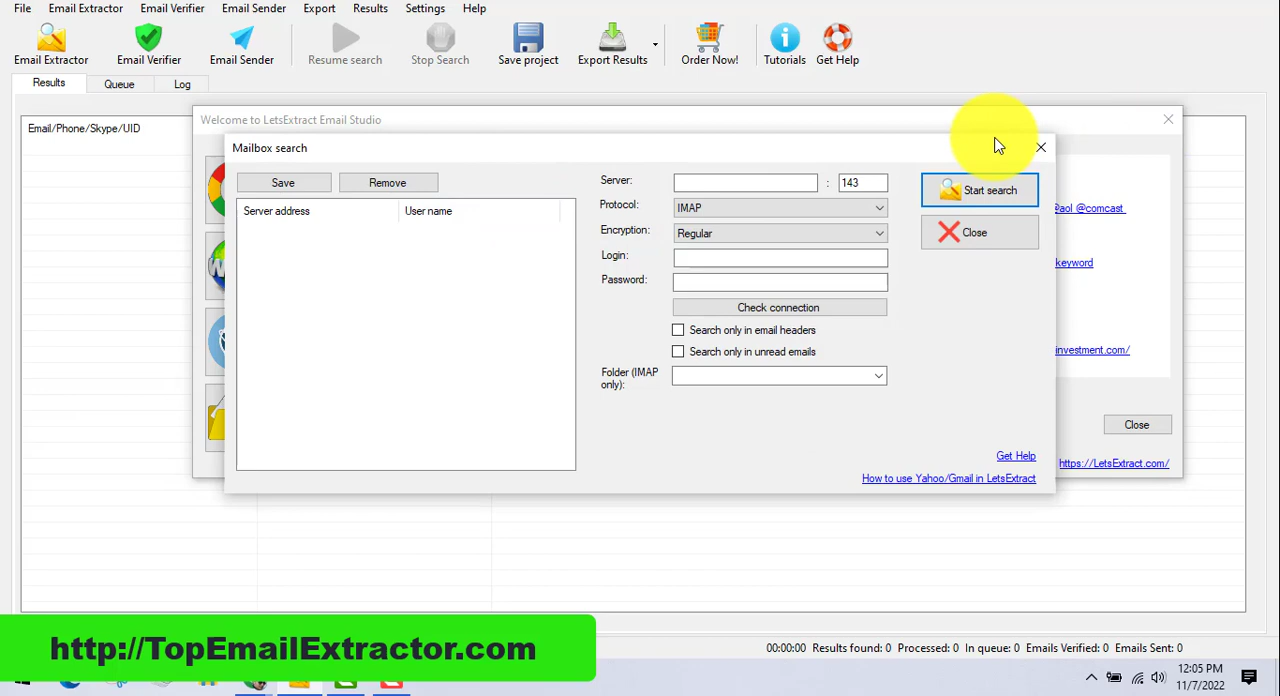 File Email Extractor Email Verifier Email Sender Export Results Settings Help
Email Extractor Email Verifier Email Sender Resume search Stop Search Save project Export Results Order Now! Tutorials Get Help
Results Queue Log
Email/Phone/Skype/UID
Welcome to LetsExtract Email Studio
Mailbox search
Save Remove
Server address User name
Server: : 143
Protocol: IMAP
Encryption: Regular
Login:
Password:
Check connection
Search only in email headers
Search only in unread emails
Folder (IMAP
only):
Start search
Close
Get Help
How to use Yahoo/Gmail in LetsExtract
@aol @comcast
keyword
investment.com/
Close
https://LetsExtract.com/
http://TopEmailExtractor.com
00:00:00 Results found: 0 Processed: 0 In queue: 0 Emails Verified: 0 Emails Sent: 0
12:05 PM
11/7/2022